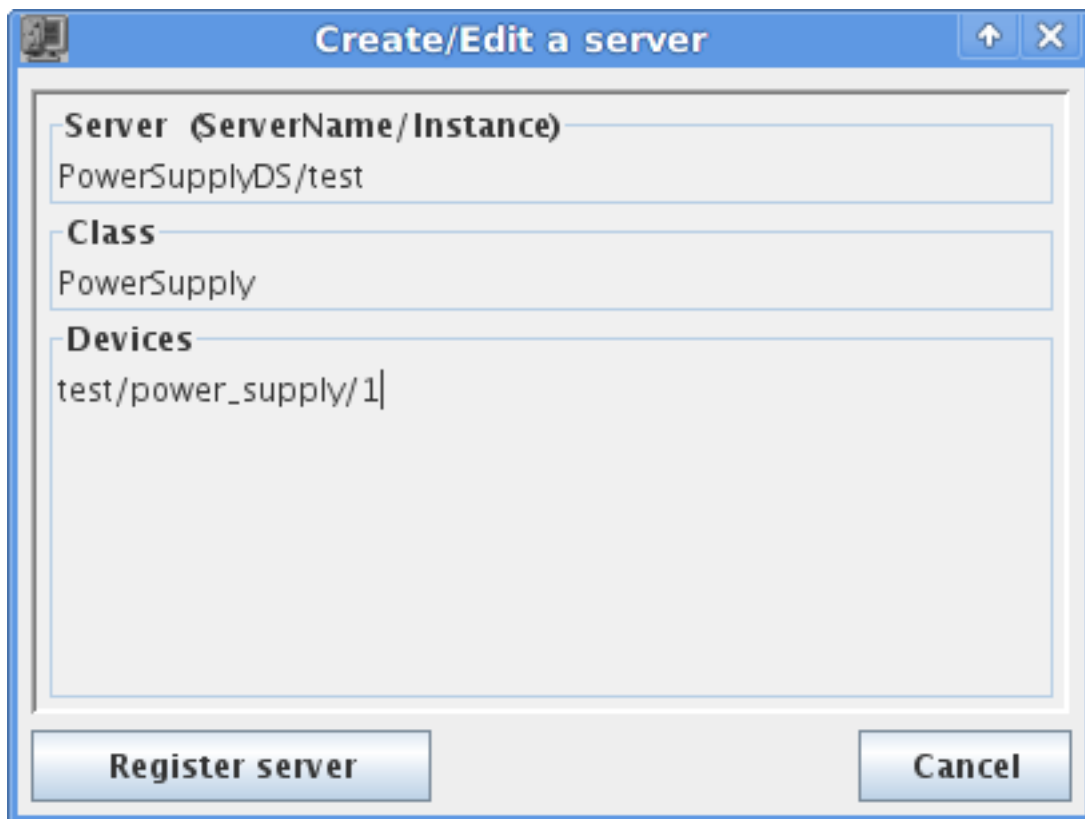 Create/Edit a server
Server (ServerName/Instance)
PowerSupplyDS/test
Class
PowerSupply
Devices
test/power_supply/1
Register server
Cancel